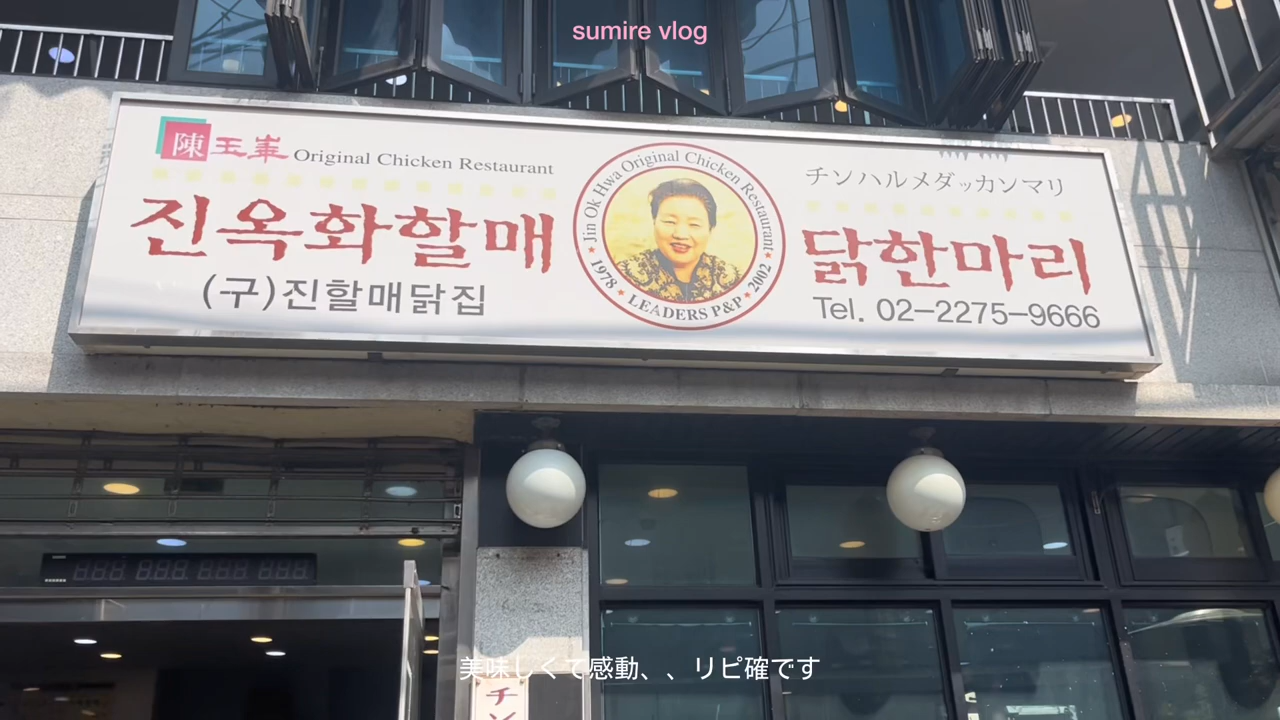 sumire vlog
陳玉華 Original Chicken Restaurant
진옥화할매
(구)진할매닭집
Jin Ok Hwa Original Chicken Restaurant
1978 LEADERS P&P 2002
チンハルメダッカンマリ
닭한마리
Tel. 02-2275-9666
美味しくて感動、、リピ確です
チン